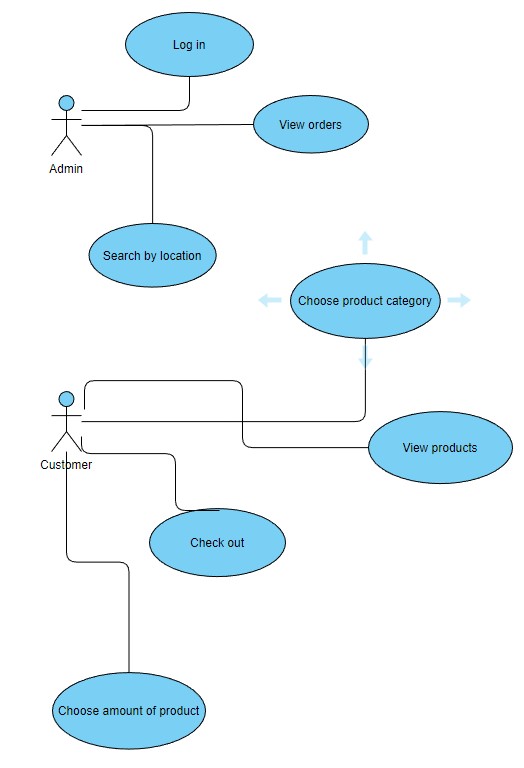 Log in
View orders
Admin
Search by location
Choose product category
View products
Customer
Check out
Choose amount of product